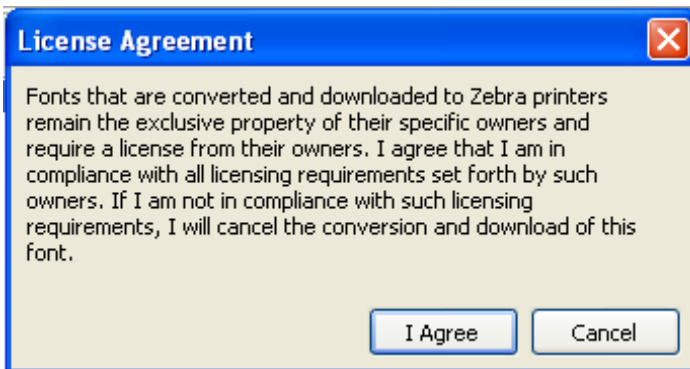 License Agreement
Fonts that are converted and downloaded to Zebra printers
remain the exclusive property of their specific owners and
require a license from their owners. I agree that I am in
compliance with all licensing requirements set forth by such
owners. If I am not in compliance with such licensing
requirements, I will cancel the conversion and download of this
font.
I Agree
Cancel